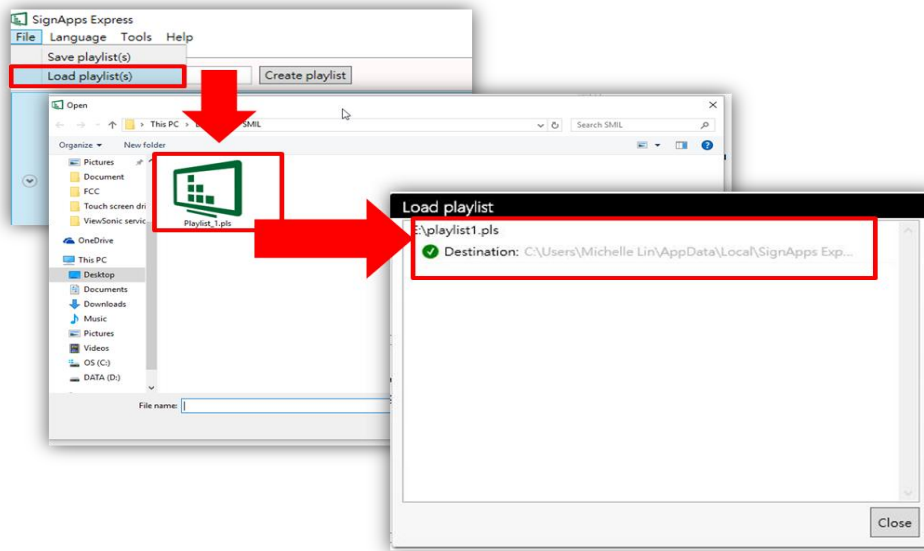 SignApps Express
File Language Tools Help
Save playlist(s)
Load playlist(s)
Create playlist
Open
This PC
SMIL
Search SMIL
Organize
New folder
Pictures
Document
FCC
Touch screen dri
ViewSonic servic
OneDrive
This PC
Desktop
Documents
Downloads
Music
Pictures
Videos
OS (C:)
DATA (D:)
Playlist_1.pls
File name:
Load playlist
E:\playlist1.pls
Destination: C:\Users\Michelle Lin\AppData\Local\SignApps Exp...
Close